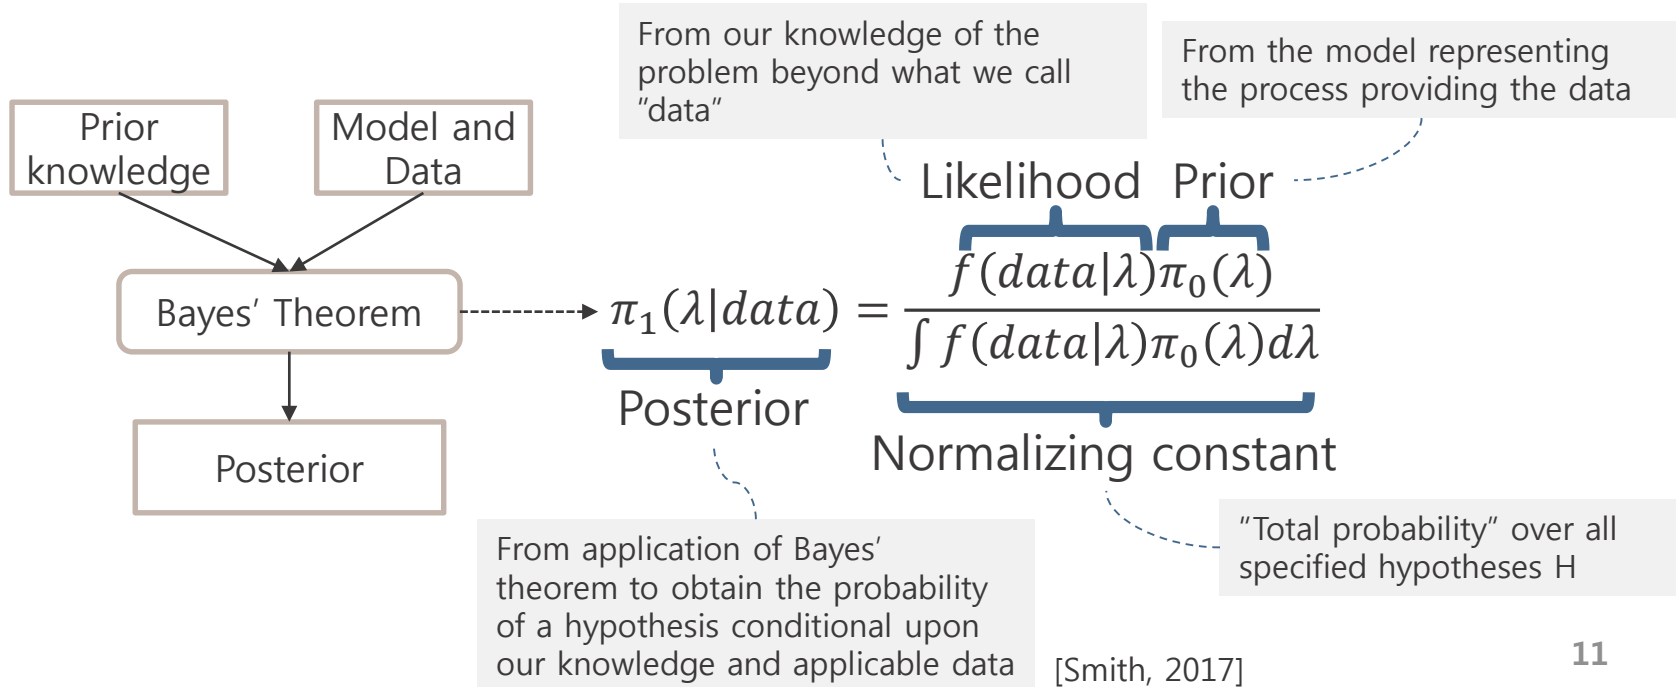 From our knowledge of the
problem beyond what we call
"data"
From the model representing
the process providing the data
Prior
knowledge
Model and
Data
Likelihood
Prior
Bayes' Theorem
π₁(λ|data) = f(data|λ)π₀(λ)
∫ f(data|λ)π₀(λ)dλ
Posterior
Normalizing constant
Posterior
From application of Bayes'
theorem to obtain the probability
of a hypothesis conditional upon
our knowledge and applicable data
"Total probability" over all
specified hypotheses H
[Smith, 2017]
11